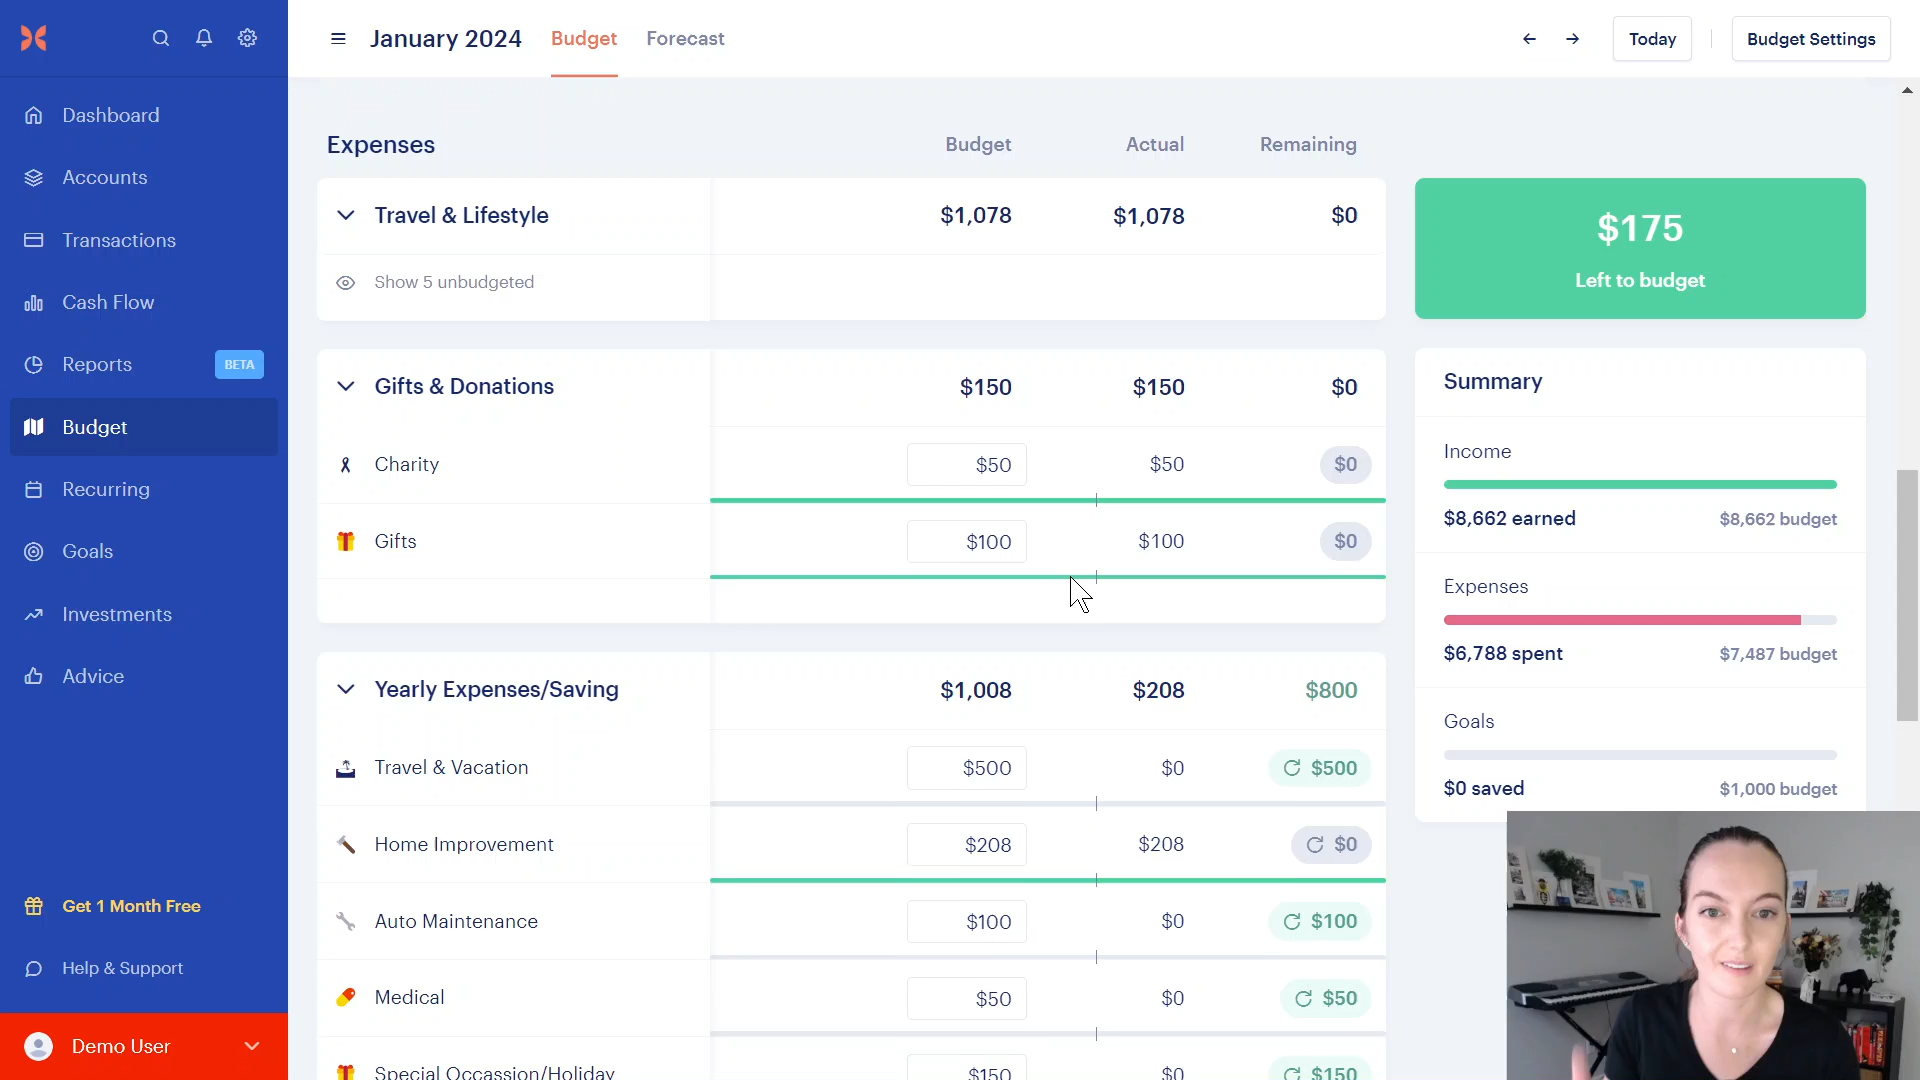 January 2024
Budget
Forecast
Today
Budget Settings
Dashboard
Accounts
Transactions
Cash Flow
Reports
BETA
Budget
Recurring
Goals
Investments
Advice
Get 1 Month Free
Help & Support
Demo User
Expenses Budget Actual Remaining
Travel & Lifestyle $1,078 $1,078 $0
Show 5 unbudgeted
Gifts & Donations $150 $150 $0
Charity $50 $50 $0
Gifts $100 $100 $0
Yearly Expenses/Saving $1,008 $208 $800
Travel & Vacation $500 $0 $500
Home Improvement $208 $208 $0
Auto Maintenance $100 $0 $100
Medical $50 $0 $50
Special Occassion/Holiday $150 $0 $150
$175
Left to budget
Summary
Income
$8,662 earned $8,662 budget
Expenses
$6,788 spent $7,487 budget
Goals
$0 saved $1,000 budget